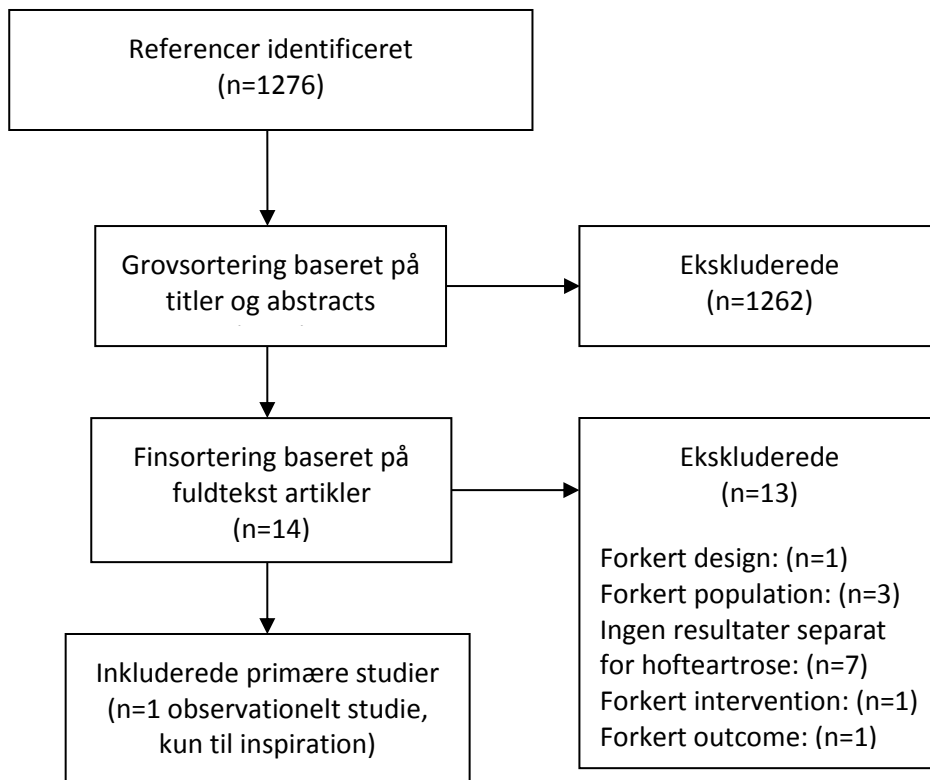 Referencer identificeret
(n=1276)
Grovsortering baseret på
titler og abstracts
Ekskluderede
(n=1262)
Finsortering baseret på
fuldtekst artikler
(n=14)
Ekskluderede
(n=13)
Forkert design: (n=1)
Forkert population: (n=3)
Ingen resultater separat
for hofteartrose: (n=7)
Forkert intervention: (n=1)
Forkert outcome: (n=1)
Inkluderede primære studier
(n=1 observationelt studie,
kun til inspiration)